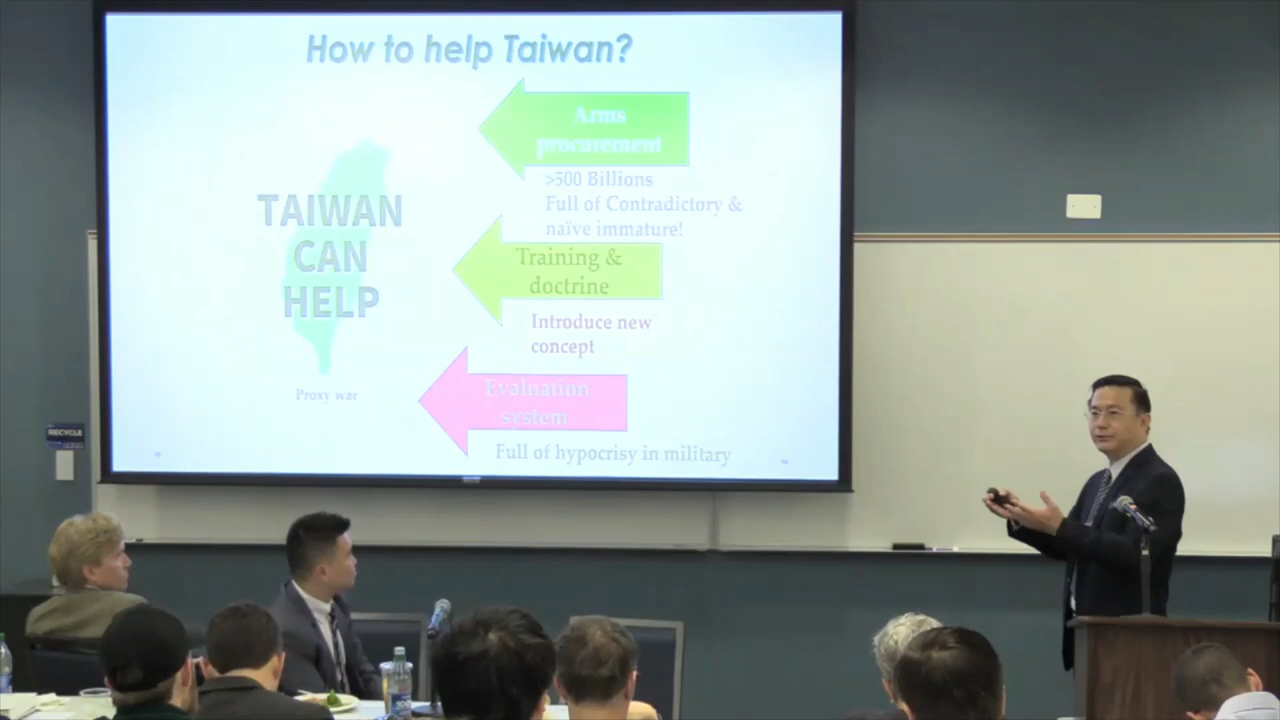 How to help Taiwan?
Arms
procurement
>500 Billions
Full of Contradictory &
naïve immature!
TAIWAN
CAN
HELP
Training &
doctrine
Introduce new
concept
Proxy war
Evaluation
system
Full of hypocrisy in military
RECYCLE